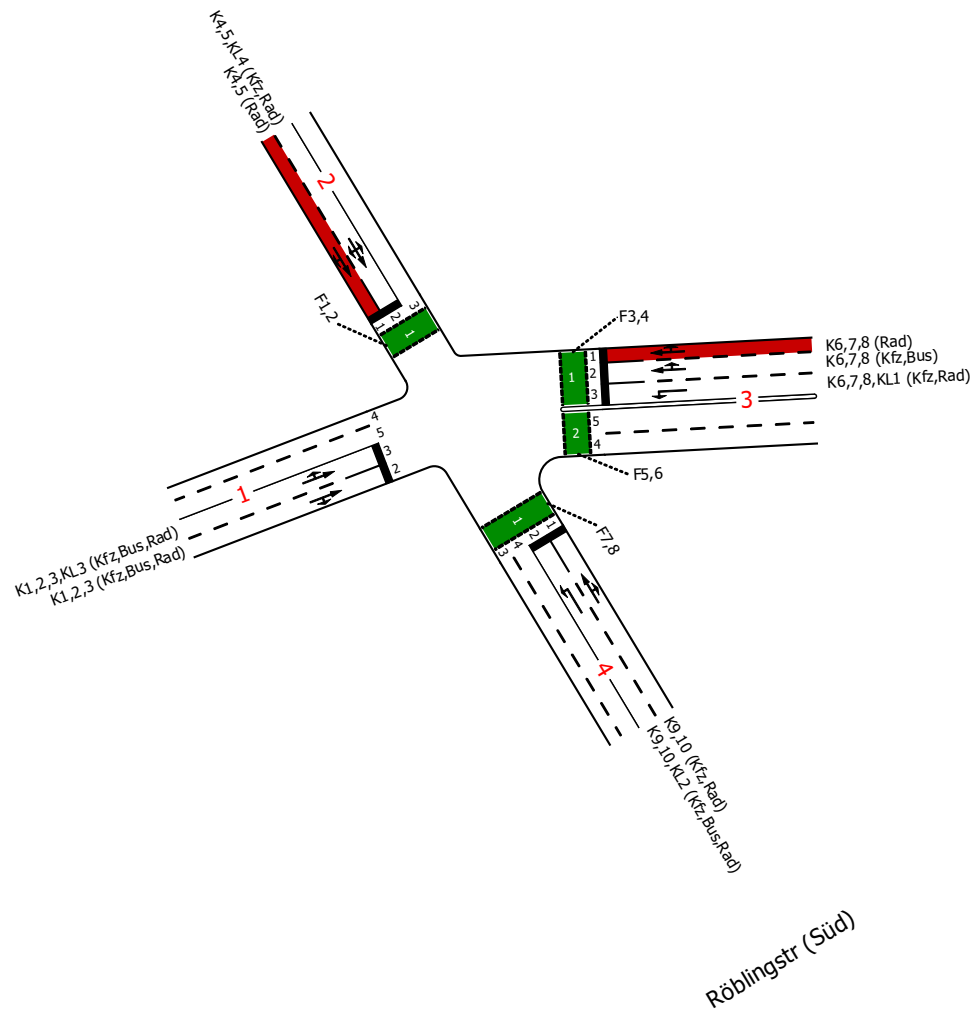 K4,5,KL4 (Kfz,Rad)
K4,5 (Rad)
2
F1,2
1
2
3
1
F3,4
K6,7,8 (Rad)
K6,7,8 (Kfz,Bus)
K6,7,8,KL1 (Kfz,Rad)
1
1
2
3
3
2
5
4
F5,6
4
5
3
2
1
K1,2,3,KL3 (Kfz,Bus,Rad)
K1,2,3 (Kfz,Bus,Rad)
1
F7,8
1
2
4
3
4
K9,10 (Kfz,Rad)
K9,10,KL2 (Kfz,Bus,Rad)
Röblingstr (Süd)